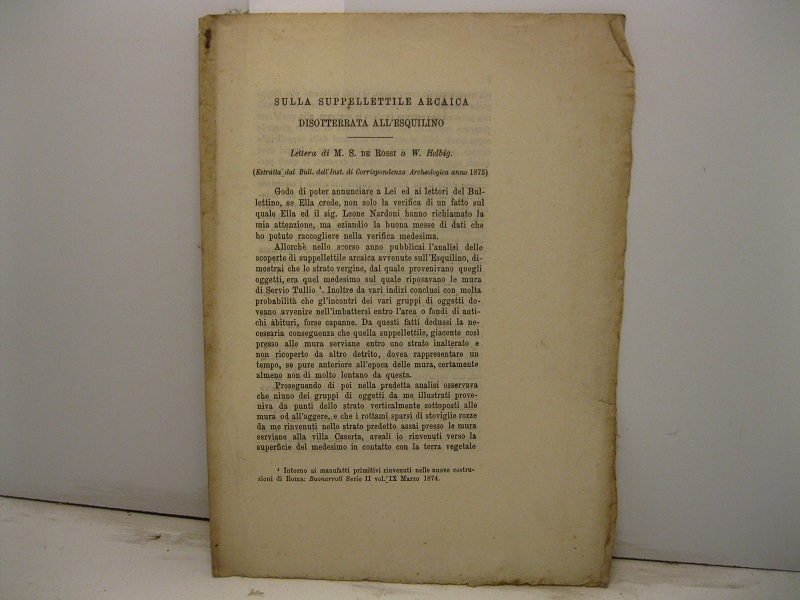 SULLA SUPPELLETTILE ARCAICA
DISOTTERRATA ALL'ESQUILINO
Lettera di M. S. DE ROSSI a W. Helbig.
(Estratta dal Bull. dell'Inst. di Corrispondenza Archeologica anno 1875)
Godo di poter annunciare a Lei ed ai lettori del Bul-
lettino, se Ella crede, non solo la verifica di un fatto sul
quale Ella ed il sig. Leone Nardoni hanno richiamato la
mia attenzione, ma eziandio la buona messe di dati che
ho potuto raccogliere nella verifica medesima.
Allorchè nello scorso anno pubblicai l'analisi delle
scoperte di suppellettile arcaica avvenute sull'Esquilino, di-
mostrai che lo strato vergine, dal quale provenivano quegli
oggetti, era quel medesimo sul quale riposavano le mura
di Servio Tullio ¹. Inoltre da vari indizi conclusi con molta
probabilità che gl'incontri dei vari gruppi di oggetti do-
veano avvenire nell'imbattersi entro l'area o fondi di anti-
chi abituri, forse capanne. Da questi fatti dedussi la ne-
cessaria conseguenza che quella suppellettile, giacente così
presso alle mura serviane entro uno strato inalterato e
non ricoperto da altro detrito, dovea rappresentare un
tempo, se pure anteriore all'epoca delle mura, certamente
almeno non di molto lontano da questa.
Proseguendo di poi nella predetta analisi osservava
che niuno dei gruppi di oggetti da me illustrati prove-
niva da punti dello strato verticalmente sottoposti alle
mura od all'aggere, e che i rottami sparsi di stoviglie rozze
da me rinvenuti nello strato predetto assai presso le mura
serviane alla villa Caserta, aveali io rinvenuti verso la
superficie del medesimo in contatto con la terra vegetale
¹ Intorno ai manufatti primitivi rinvenuti nelle nuove costru-
zioni di Roma: Buonarroti Serie II vol. IX Marzo 1874.